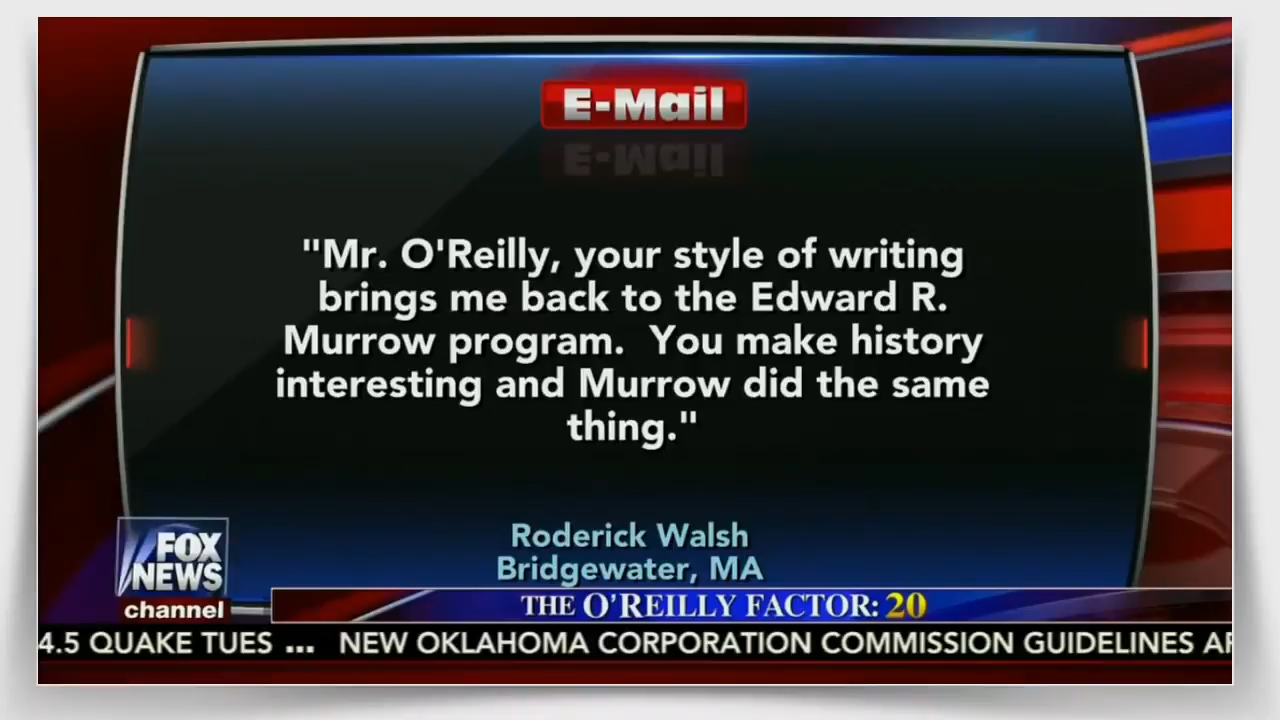 E-Mail
"Mr. O'Reilly, your style of writing
brings me back to the Edward R.
Murrow program.  You make history
interesting and Murrow did the same
thing."
Roderick Walsh
Bridgewater, MA
FOX
NEWS
channel
THE O'REILLY FACTOR: 20
4.5 QUAKE TUES ... NEW OKLAHOMA CORPORATION COMMISSION GUIDELINES